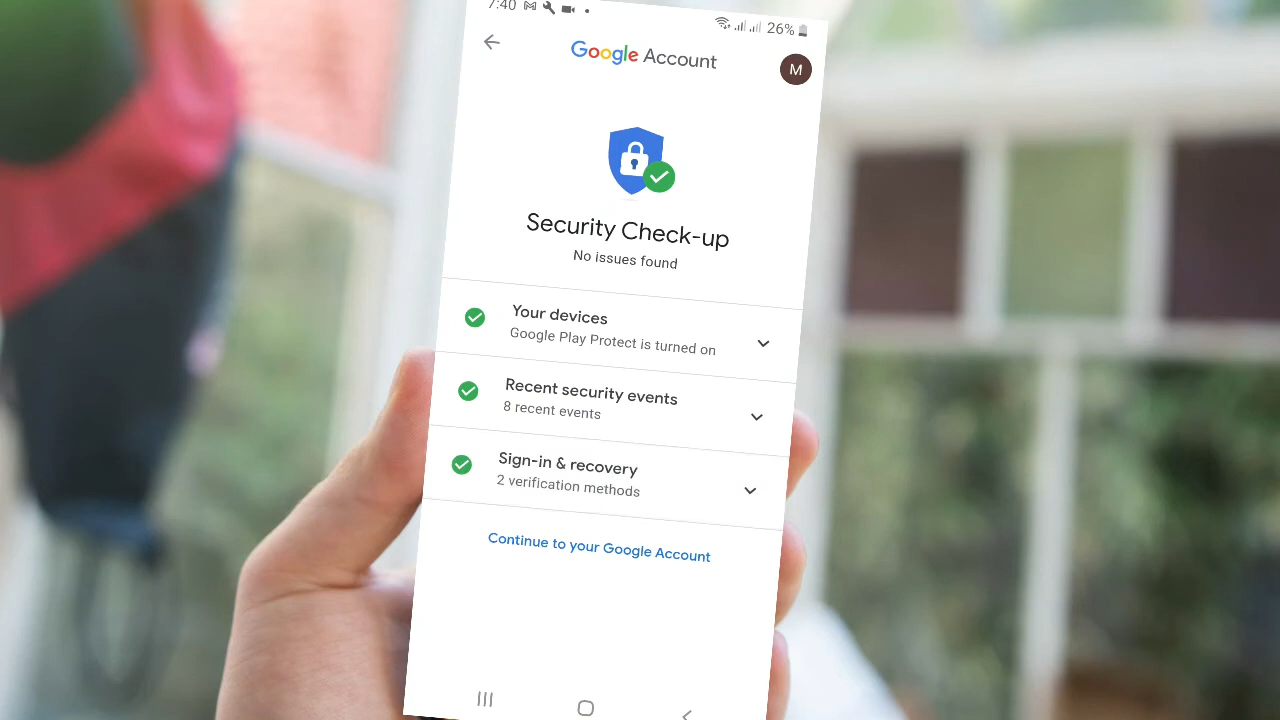 7:40
26%
Google Account
M
Security Check-up
No issues found
Your devices
Google Play Protect is turned on
Recent security events
8 recent events
Sign-in & recovery
2 verification methods
Continue to your Google Account